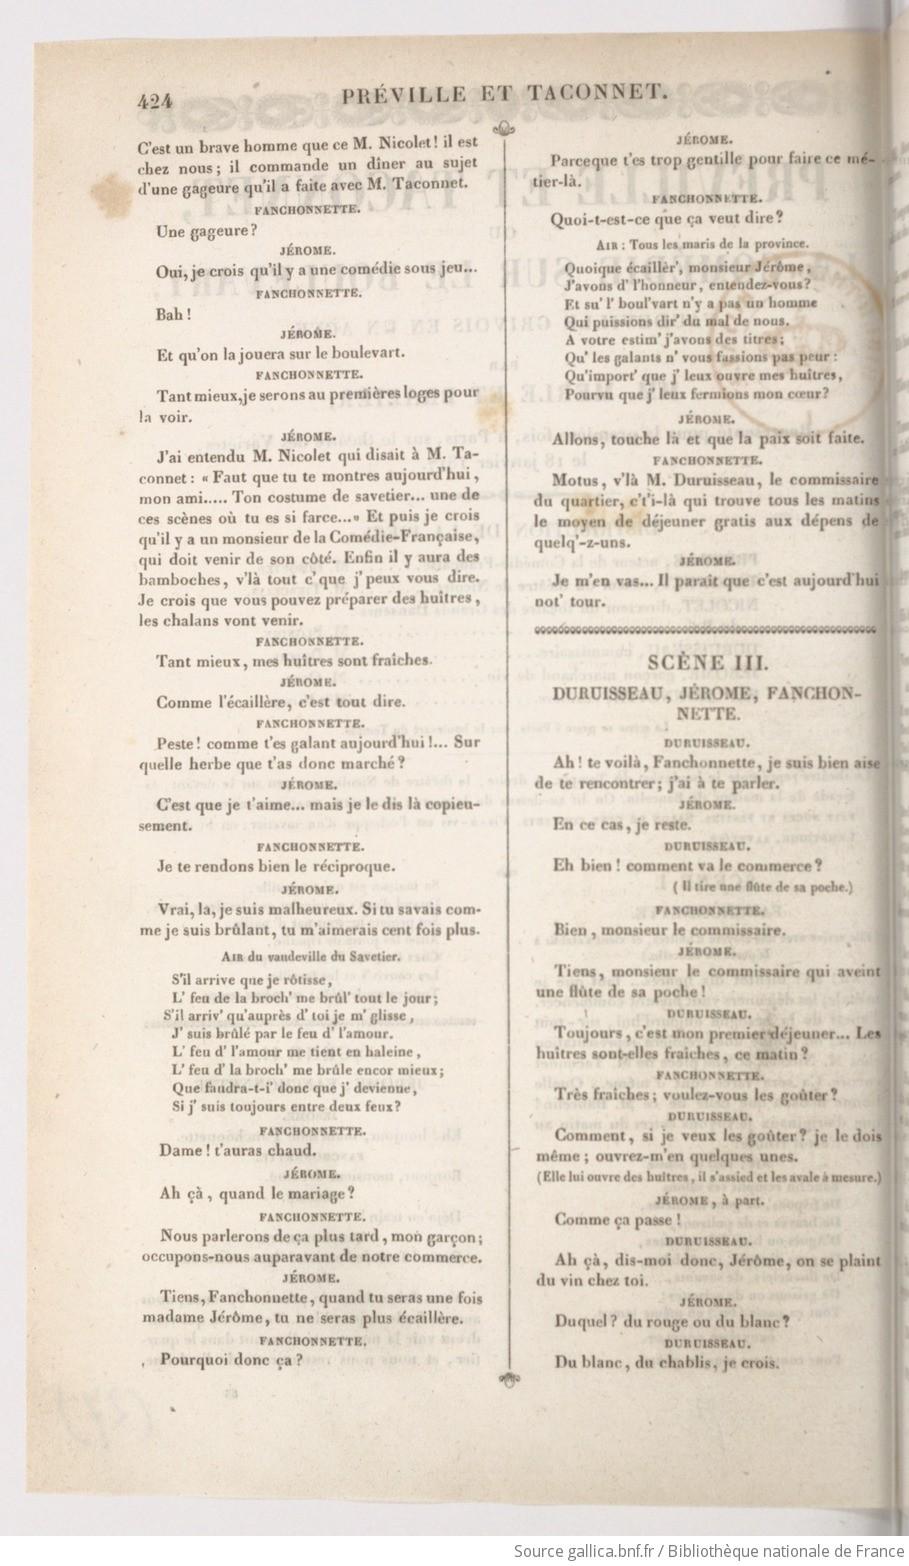 424
PRÉVILLE ET TACONNET.
C'est un brave homme que ce M. Nicolet! il est
chez nous; il commande un dîner au sujet
d'une gageure qu'il a faite avec M. Taconnet.
FANCHONNETTE.
Une gageure?
JÉROME.
Oui, je crois qu'il y a une comédie sous jeu...
FANCHONNETTE.
Bah!
JÉROME.
Et qu'on la jouera sur le boulevart.
FANCHONNETTE.
Tant mieux, je serons au premières loges pour
la voir.
JÉROME.
J'ai entendu M. Nicolet qui disait à M. Ta-
connet: « Faut que tu te montres aujourd'hui,
mon ami..... Ton costume de savetier... une de
ces scènes où tu es si farce...» Et puis je crois
qu'il y a un monsieur de la Comédie-Française,
qui doit venir de son côté. Enfin il y aura des
bamboches, v'là tout c' que j' peux vous dire.
Je crois que vous pouvez préparer des huîtres,
les chalans vont venir.
FANCHONNETTE.
Tant mieux, mes huîtres sont fraîches.
JÉROME.
Comme l'écaillère, c'est tout dire.
FANCHONNETTE.
Peste! comme t'es galant aujourd'hui!... Sur
quelle herbe que t'as donc marché?
JÉROME.
C'est que je t'aime... mais je le dis là copieu-
sement.
FANCHONNETTE.
Je te rendons bien le réciproque.
JÉROME.
Vrai, la, je suis malheureux. Si tu savais com-
me je suis brûlant, tu m'aimerais cent fois plus.
AIR du vaudeville du Savetier.
S'il arrive que je rôtisse,
L' feu de la broch' me brûl' tout le jour;
S'il arriv' qu'auprès d' toi je m' glisse,
J' suis brûlé par le feu d' l'amour.
L' feu d' l'amour me tient en haleine,
L' feu d' la broch' me brûle encor mieux;
Que faudra-t-i' donc que j' devienne,
Si j' suis toujours entre deux feux?
FANCHONNETTE.
Dame! t'auras chaud.
JÉROME.
Ah çà, quand le mariage?
FANCHONNETTE.
Nous parlerons de ça plus tard, mon garçon;
occupons-nous auparavant de notre commerce.
JÉROME.
Tiens, Fanchonnette, quand tu seras une fois
madame Jérôme, tu ne seras plus écaillère.
FANCHONNETTE.
Pourquoi donc ça?
JÉROME.
Parceque t'es trop gentille pour faire ce mé-
tier-là.
FANCHONNETTE.
Quoi-t-est-ce que ça veut dire?
AIR: Tous les maris de la province.
Quoique écaillèr', monsieur Jérôme,
J'avons d' l'honneur, entendez-vous?
Et su' l' boul'vart n'y a pas un homme
Qui puissions dir' du mal de nous.
A votre estim' j'avons des titres;
Qu' les galants n' vous fassions pas peur:
Qu'import' que j' leux ouvre mes huîtres,
Pourvu que j' leux fermions mon cœur?
JÉROME.
Allons, touche là et que la paix soit faite.
FANCHONNETTE.
Motus, v'là M. Duruisseau, le commissaire
du quartier, c't'i-là qui trouve tous les matins
le moyen de déjeuner gratis aux dépens de
quelq'-z-uns.
JÉROME.
Je m'en vas... Il paraît que c'est aujourd'hui
not' tour.
SCÈNE III.
DURUISSEAU, JÉROME, FANCHON-
NETTE.
DURUISSEAU.
Ah! te voilà, Fanchonnette, je suis bien aise
de te rencontrer; j'ai à te parler.
JÉROME.
En ce cas, je reste.
DURUISSEAU.
Eh bien! comment va le commerce?
(Il tire une flûte de sa poche.)
FANCHONNETTE.
Bien, monsieur le commissaire.
JÉROME.
Tiens, monsieur le commissaire qui aveint
une flûte de sa poche!
DURUISSEAU.
Toujours, c'est mon premier déjeuner... Les
huîtres sont-elles fraîches, ce matin?
FANCHONNETTE.
Très fraîches; voulez-vous les goûter?
DURUISSEAU.
Comment, si je veux les goûter? je le dois
même; ouvrez-m'en quelques unes.
(Elle lui ouvre des huîtres, il s'assied et les avale à mesure.)
JÉROME, à part.
Comme ça passe!
DURUISSEAU.
Ah çà, dis-moi donc, Jérôme, on se plaint
du vin chez toi.
JÉROME.
Duquel? du rouge ou du blanc?
DURUISSEAU.
Du blanc, du chablis, je crois.
Source gallica.bnf.fr / Bibliothèque nationale de France